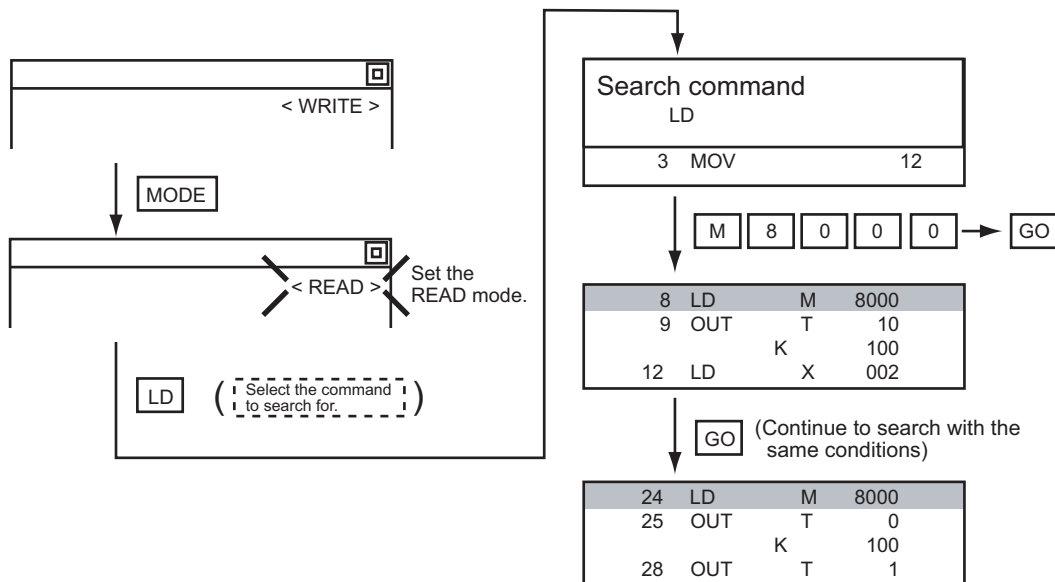 < WRITE >
MODE
< READ >
Set the
READ mode.
LD
( Select the command
to search for. )
Search command
LD
3 MOV 12
M 8 0 0 0 GO
8 LD M 8000
9 OUT T 10
K 100
12 LD X 002
GO
(Continue to search with the
same conditions)
24 LD M 8000
25 OUT T 0
K 100
28 OUT T 1